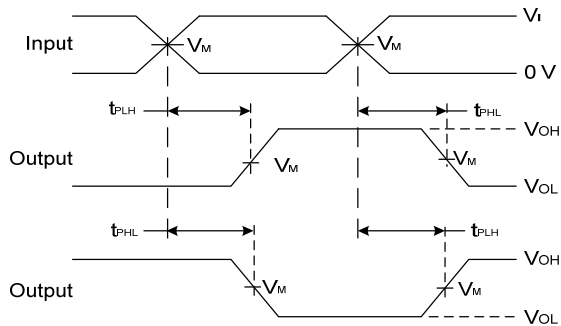 VI
Input VM VM
0 V
tPLH tPHL
VOH
Output VM VM
VOL
tPHL tPLH
VOH
Output VM VM
VOL